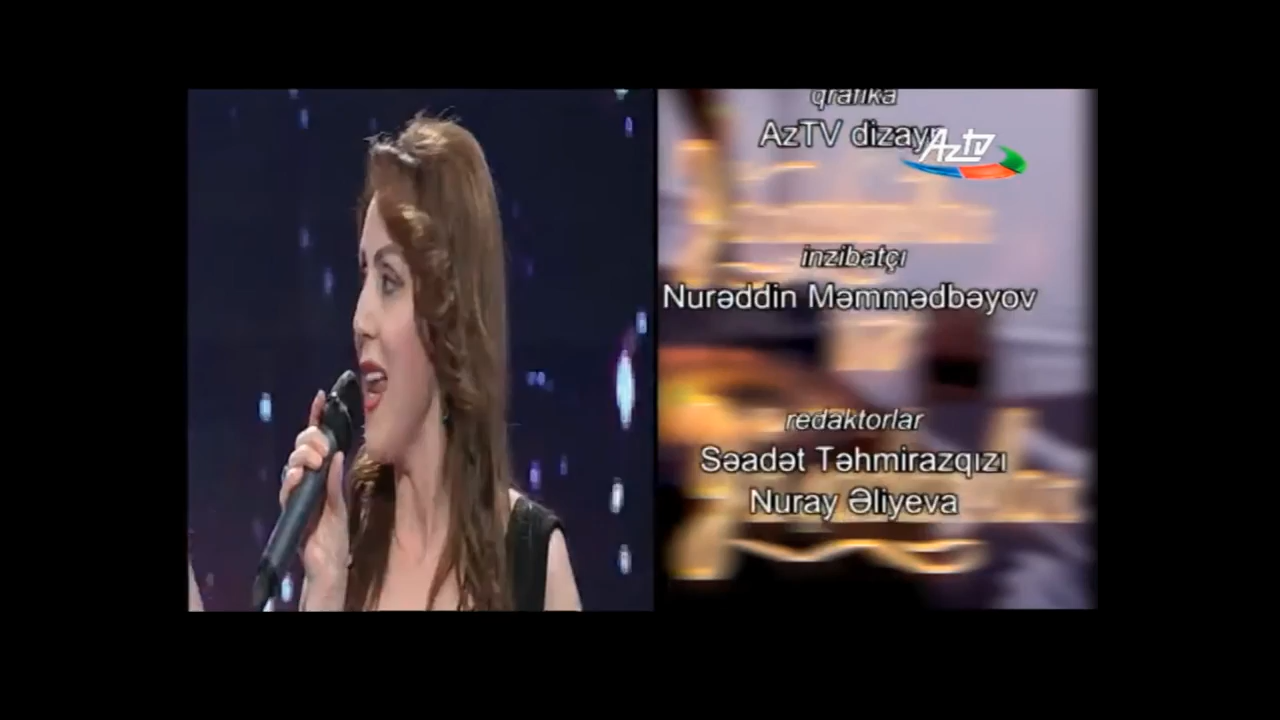 qrafika
AzTV dizayn
AzTV
inzibatçı
Nurəddin Məmmədbəyov
redaktorlar
Səadət Təhmirazqızı
Nuray Əliyeva